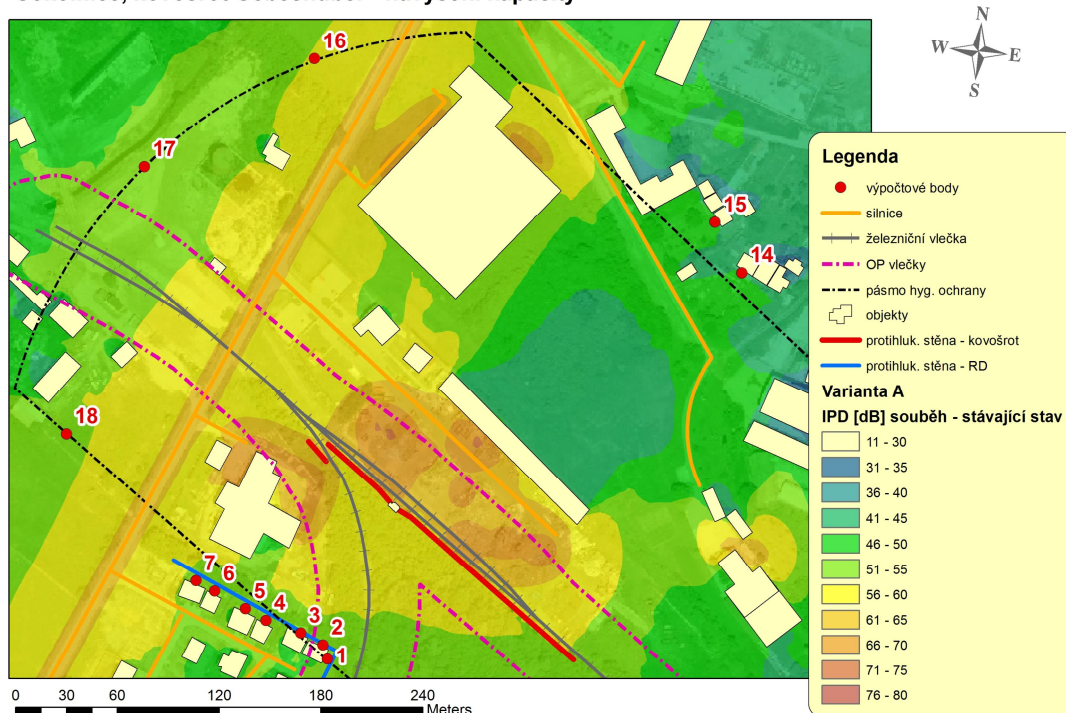 N
W
E
S
16
17
15
14
18
7
6
5
4
3
2
1
Legenda
výpočtové body
silnice
železniční vlečka
OP vlečky
pásmo hyg. ochrany
objekty
protihluk. stěna - kovošrot
protihluk. stěna - RD
Varianta A
IPD [dB] souběh - stávající stav
11 - 30
31 - 35
36 - 40
41 - 45
46 - 50
51 - 55
56 - 60
61 - 65
66 - 70
71 - 75
76 - 80
0 30 60 120 180 240
Meters